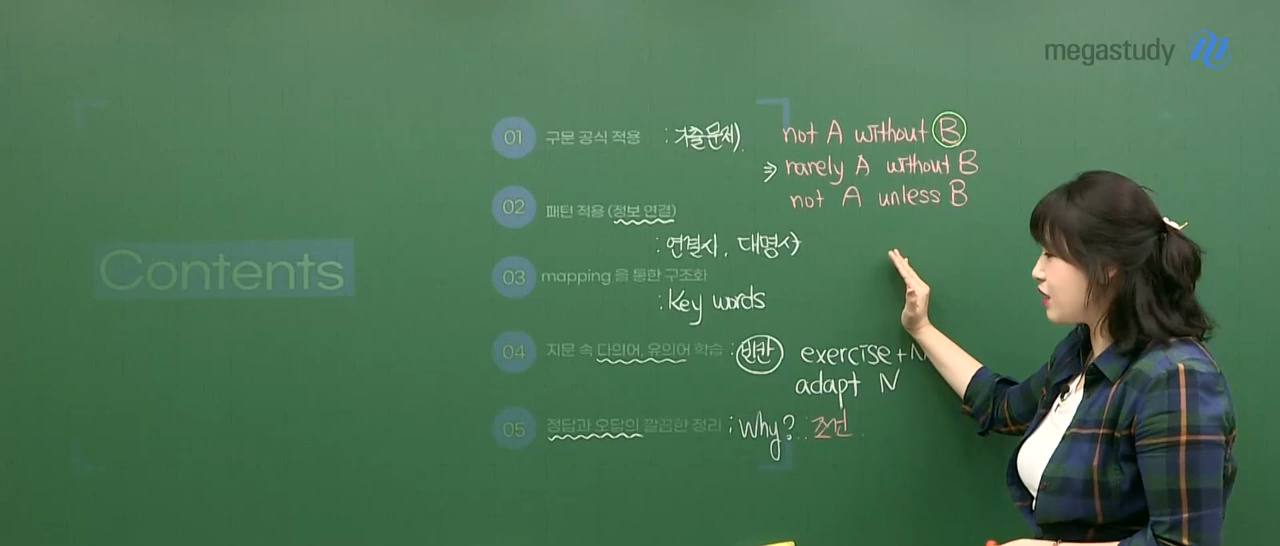 megastudy
Contents
01 구문 공식 적용 : 기출문제).
not A without B
⇒ rarely A without B
not A unless B
02 패턴 적용 (정보 연결)
: 연결사, 대명사
03 mapping 을 통한 구조화
: Key words
04 지문 속 다의어, 유의어 학습 : 빈칸 exercise + N
adapt N
05 정답과 오답의 깔끔한 정리 : Why? 조건